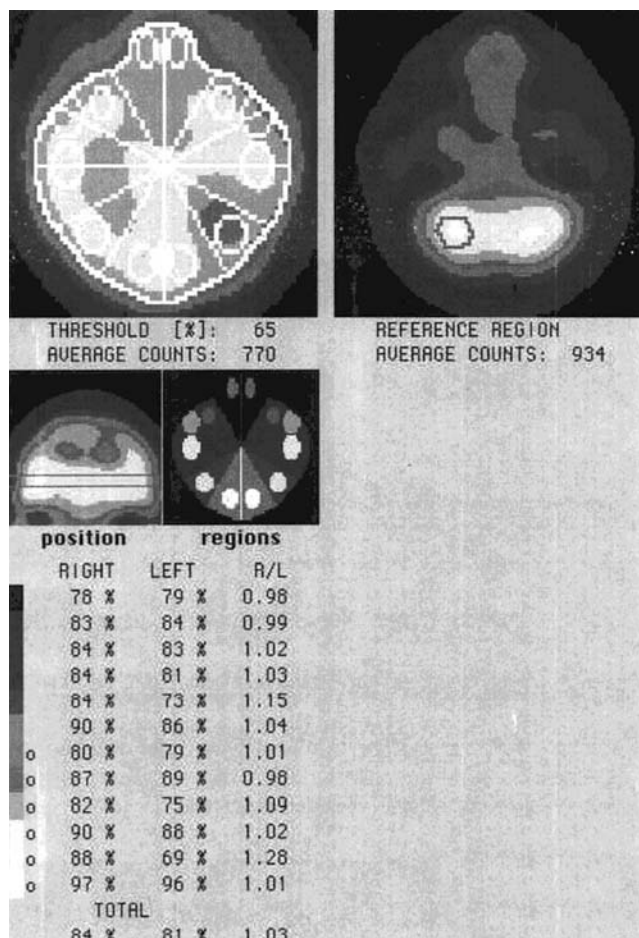 THRESHOLD [%]: 65
AVERAGE COUNTS: 770
REFERENCE REGION
AVERAGE COUNTS: 934
position regions
RIGHT LEFT R/L
78 % 79 % 0.98
83 % 84 % 0.99
84 % 83 % 1.02
84 % 81 % 1.03
84 % 73 % 1.15
90 % 86 % 1.04
o 80 % 79 % 1.01
o 87 % 89 % 0.98
o 82 % 75 % 1.09
o 90 % 88 % 1.02
o 88 % 69 % 1.28
o 97 % 96 % 1.01
TOTAL
84 % 81 % 1.03